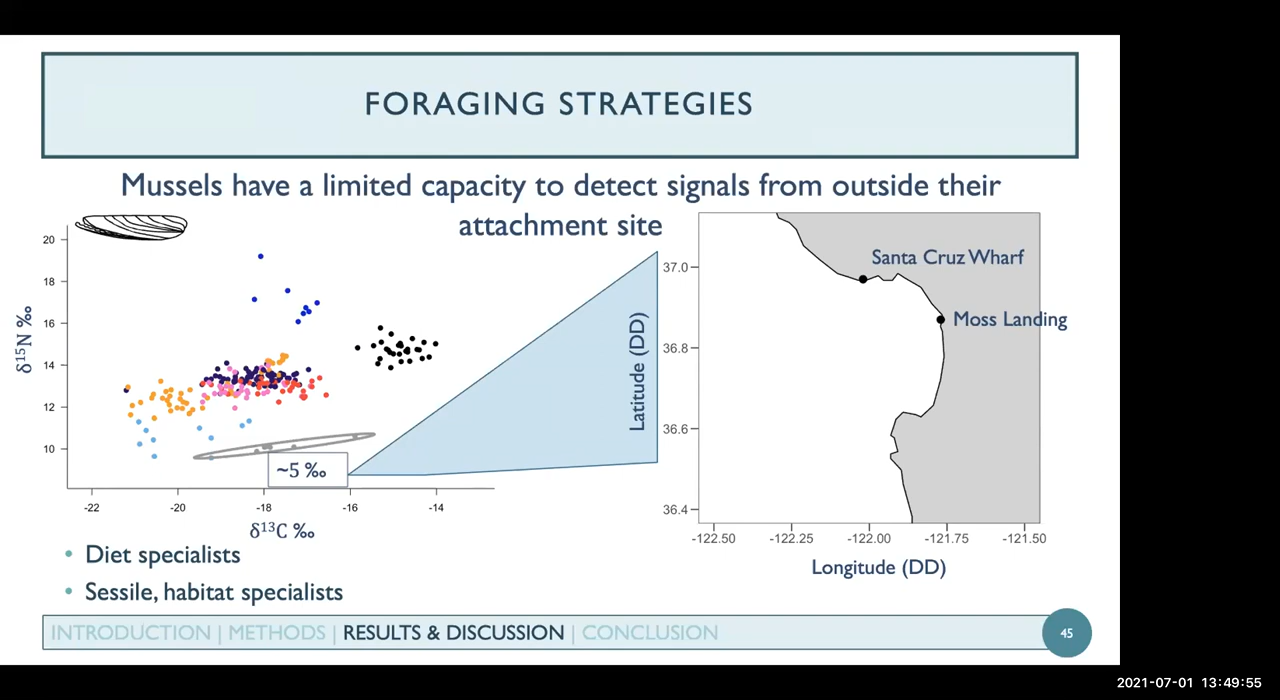 FORAGING STRATEGIES
Mussels have a limited capacity to detect signals from outside their
attachment site
20
18
16
14
12
10
δ15N ‰
~5 ‰
-22
-20
-18
-16
-14
δ13C ‰
Santa Cruz Wharf
Moss Landing
37.0
36.8
36.6
36.4
Latitude (DD)
-122.50
-122.25
-122.00
-121.75
-121.50
Longitude (DD)
• Diet specialists
• Sessile, habitat specialists
INTRODUCTION | METHODS | RESULTS & DISCUSSION | CONCLUSION
45
2021-07-01 13:49:55